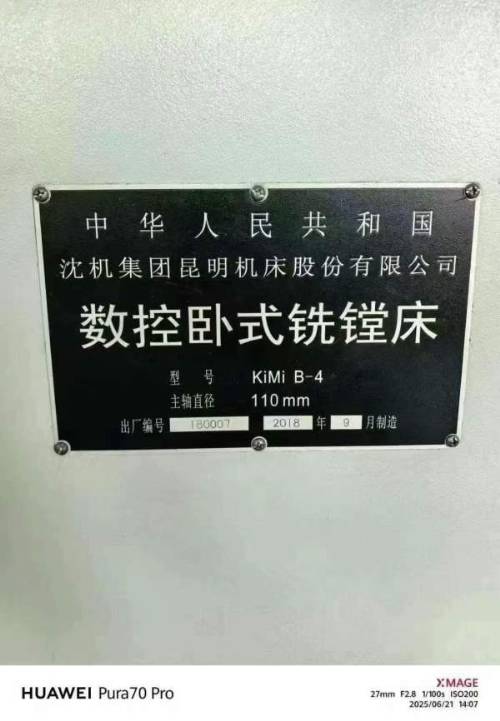 中华人民共和国
沈机集团昆明机床股份有限公司
数控卧式铣镗床
型号 KiMi B-4
主轴直径 110 mm
出厂编号 180007 2018 年 9 月制造
HUAWEI Pura70 Pro
XMAGE
27mm F2.8 1/100s ISO200
2025/06/21 14:07